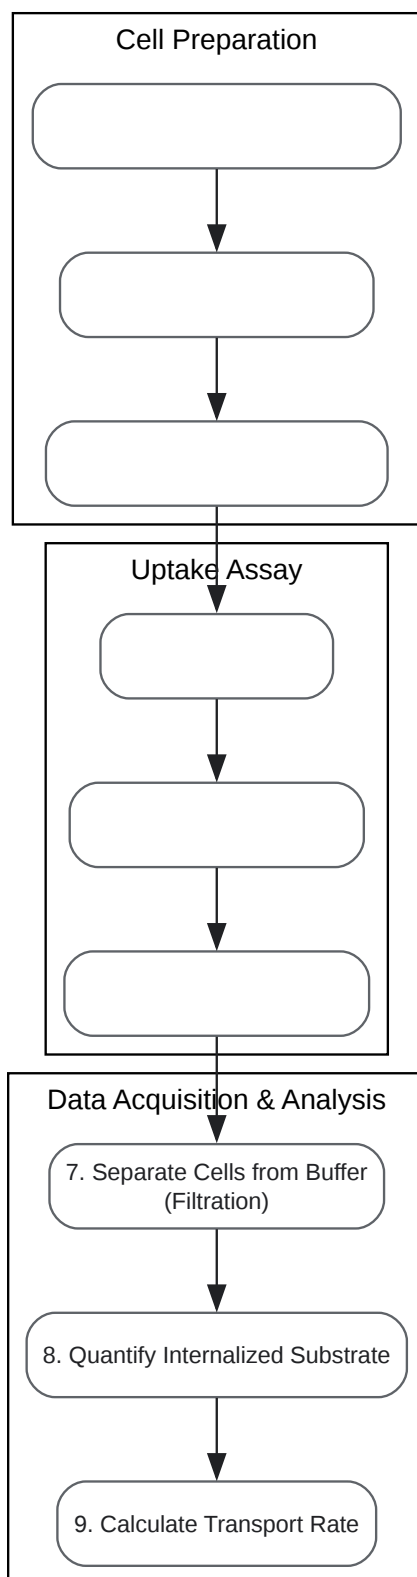 Cell Preparation
Uptake Assay
Data Acquisition & Analysis
7. Separate Cells from Buffer
(Filtration)
8. Quantify Internalized Substrate
9. Calculate Transport Rate